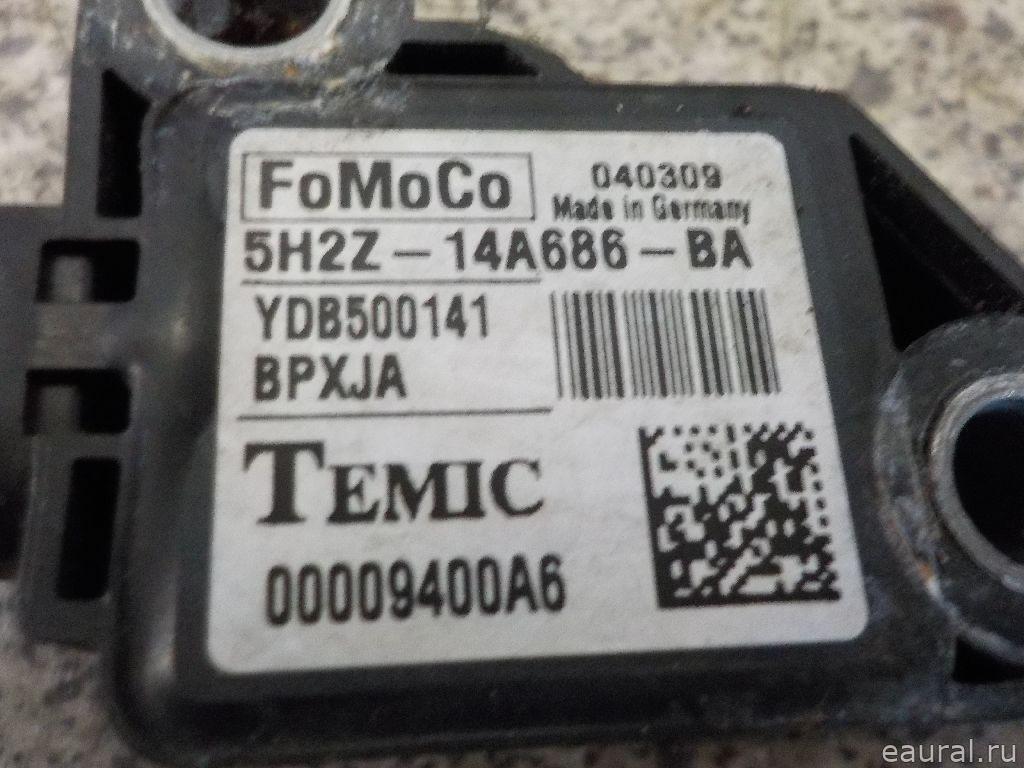 FoMoCo 040309
Made in Germany
5H2Z-14A686-BA
YDB500141
BPXJA
TEMIC
00009400A6
eaural.ru